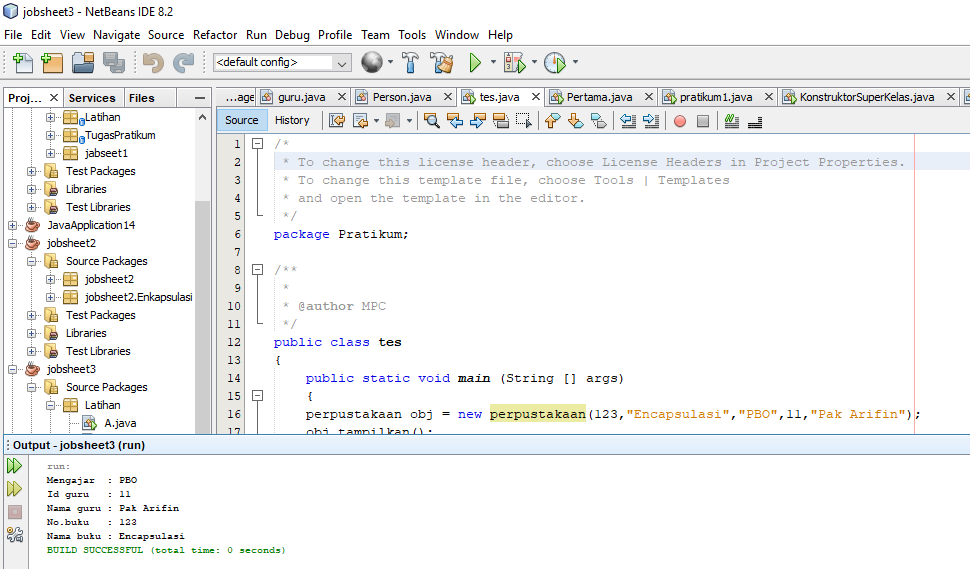 jobsheet3 - NetBeans IDE 8.2
File Edit View Navigate Source Refactor Run Debug Profile Team Tools Window Help
<default config>
Proj... Services Files
...age guru.java Person.java tes.java Pertama.java pratikum1.java KonstruktorSuperKelas.java
Source History
Latihan
TugasPratikum
jabseet1
Test Packages
Libraries
Test Libraries
JavaApplication14
jobsheet2
Source Packages
jobsheet2
jobsheet2.Enkapsulasi
Test Packages
Libraries
Test Libraries
jobsheet3
Source Packages
Latihan
A.java
1 /*
2 * To change this license header, choose License Headers in Project Properties.
3 * To change this template file, choose Tools | Templates
4 * and open the template in the editor.
5 */
6 package Pratikum;
7
8 /**
9 *
10 * @author MPC
11 */
12 public class tes
13 {
14 public static void main (String [] args)
15 {
16 perpustakaan obj = new perpustakaan(123,"Encapsulasi","PBO",11,"Pak Arifin");
17 obj.tampilkan();
Output - jobsheet3 (run)
run:
Mengajar : PBO
Id guru : 11
Nama guru : Pak Arifin
No.buku : 123
Nama buku : Encapsulasi
BUILD SUCCESSFUL (total time: 0 seconds)